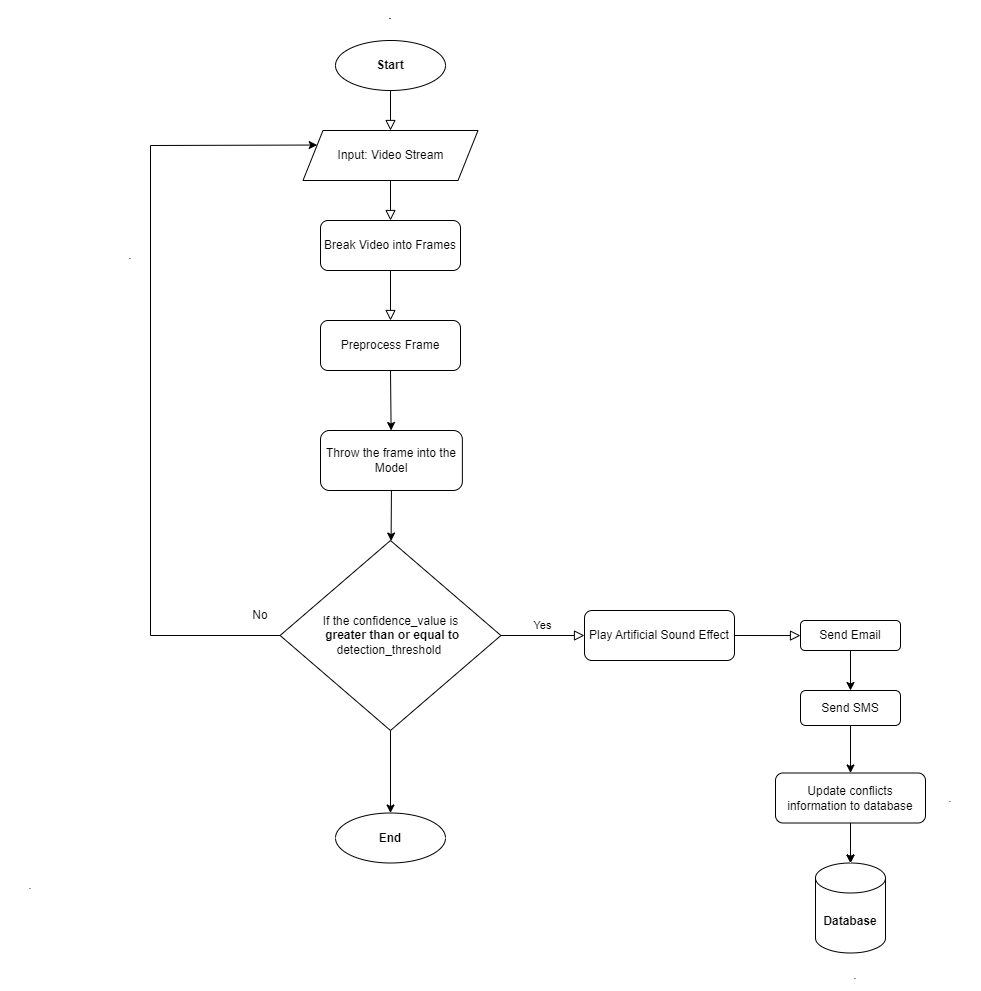 Start
Input: Video Stream
Break Video into Frames
Preprocess Frame
Throw the frame into the
Model
No
If the confidence_value is
greater than or equal to
detection_threshold
Yes
Play Artificial Sound Effect
Send Email
Send SMS
Update conflicts
information to database
End
Database